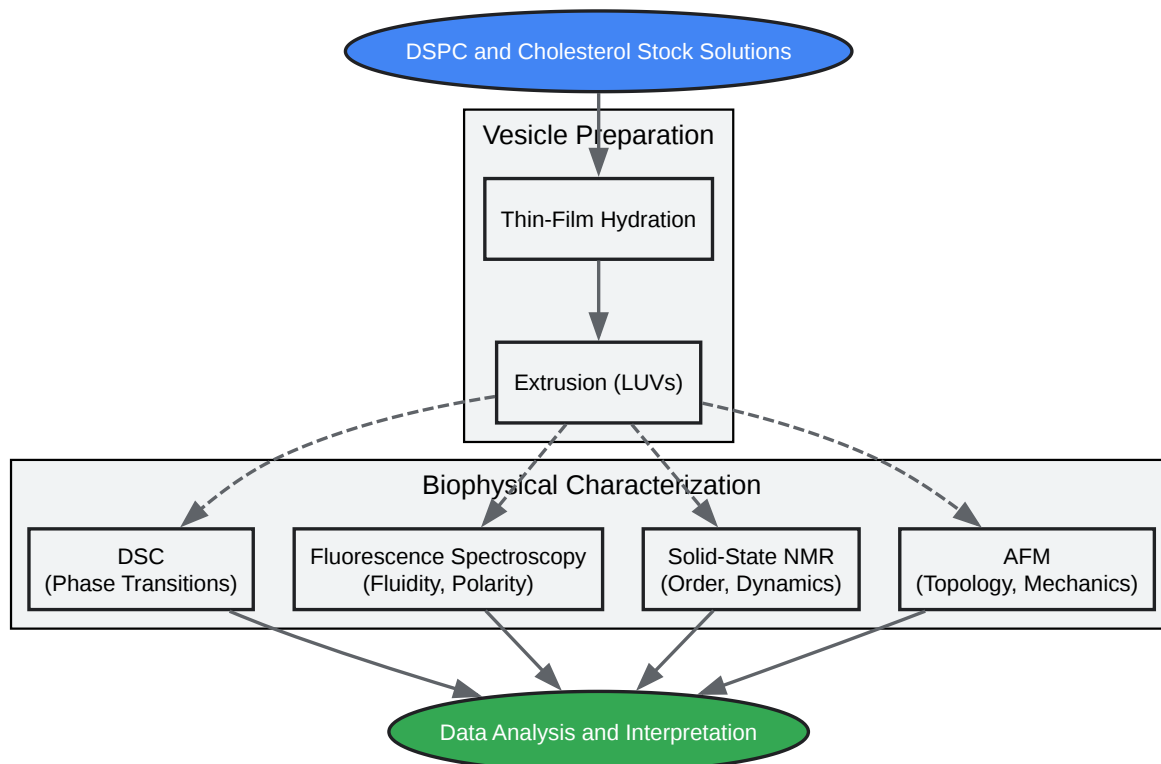 DSPC and Cholesterol Stock Solutions
Vesicle Preparation
Thin-Film Hydration
Extrusion (LUVs)
Biophysical Characterization
DSC
(Phase Transitions)
Fluorescence Spectroscopy
(Fluidity, Polarity)
Solid-State NMR
(Order, Dynamics)
AFM
(Topology, Mechanics)
Data Analysis and Interpretation